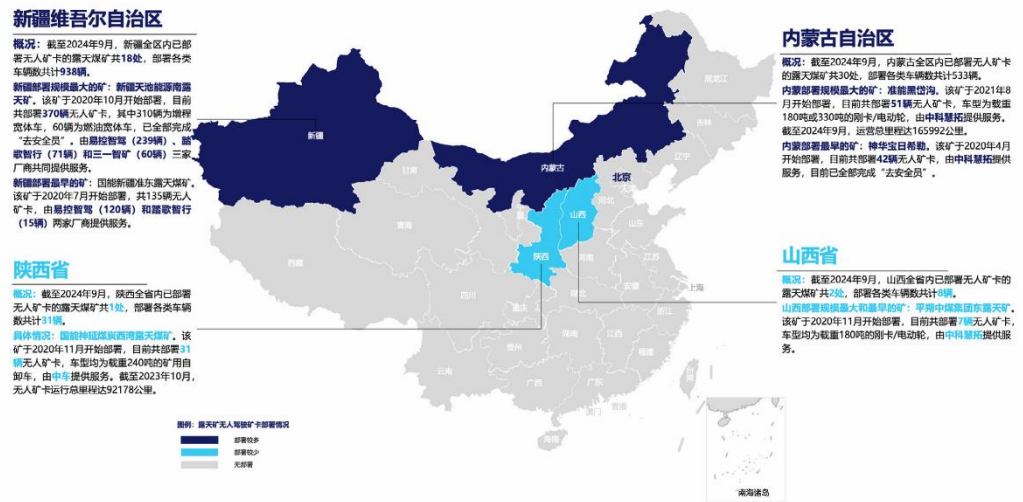 新疆维吾尔自治区
概况：截至2024年9月，新疆全区内已部
署无人矿卡的露天煤矿共18处，部署各类
车辆数共计938辆。
新疆部署规模最大的矿：新疆天池能源南露
天矿。该矿于2020年10月开始部署，目前
共部署370辆无人矿卡，其中310辆为增程
宽体车，60辆为燃油宽体车，已全部完成
“去安全员”。由易控智驾（239辆）、踏
歌智行（71辆）和三一智矿（60辆）三家
厂商共同提供服务。
新疆部署最早的矿：国能新疆准东露天煤矿。
该矿于2020年7月开始部署，共135辆无人
矿卡，由易控智驾（120辆）和踏歌智行
（15辆）两家厂商提供服务。
陕西省
概况：截至2024年9月，陕西全省内已部署
无人矿卡的露天煤矿共1处，部署各类车辆
数共计31辆。
具体情况：国能神延煤炭西湾露天煤矿。该
矿于2020年11月开始部署，目前共部署31
辆无人矿卡，车型均为载重240吨的矿用自
卸车，由中车提供服务。截至2023年10月，
无人矿卡运行总里程达92178公里。
内蒙古自治区
概况：截至2024年9月，内蒙古全区内已部署无人矿卡
的露天煤矿共30处，部署各类车辆数共计533辆。
内蒙部署规模最大的矿：准能黑岱沟。该矿于2021年8
月开始部署，目前共部署51辆无人矿卡，车型为载重
180吨或330吨的刚卡/电动轮，由中科慧拓提供服务。
截至2024年9月，运营总里程达165992公里。
内蒙部署最早的矿：神华宝日希勒。该矿于2020年4月
开始部署，目前共部署42辆无人矿卡，由中科慧拓提供
服务，目前已全部完成“去安全员”。
山西省
概况：截至2024年9月，山西全省内已部署无人矿卡的
露天煤矿共2处，部署各类车辆数共计8辆。
山西部署规模最大和最早的矿：平朔中煤集团东露天矿。
该矿于2020年11月开始部署，目前共部署7辆无人矿卡，
车型均为载重180吨的刚卡/电动轮，由中科慧拓提供服
务。
黑龙江
吉林
辽宁
新疆
内蒙古
北京
甘肃
河北
山西
山东
青海
陕西
河南
江苏
西藏
安徽
上海
四川
重庆
湖北
浙江
湖南
江西
贵州
福建
云南
广西
广东
台湾
香港
澳门
海南
图例：露天矿无人驾驶矿卡部署情况
部署较多
部署较少
无部署
南海诸岛